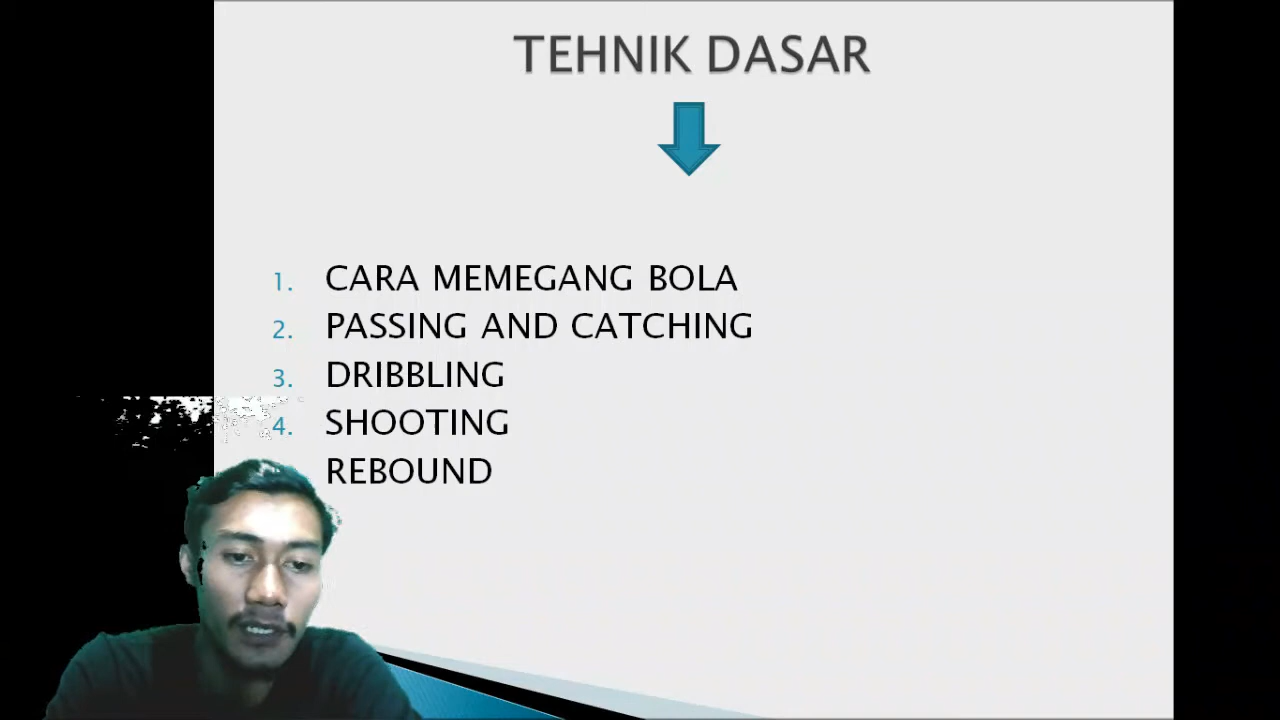 TEHNIK DASAR
1. CARA MEMEGANG BOLA
2. PASSING AND CATCHING
3. DRIBBLING
4. SHOOTING
REBOUND